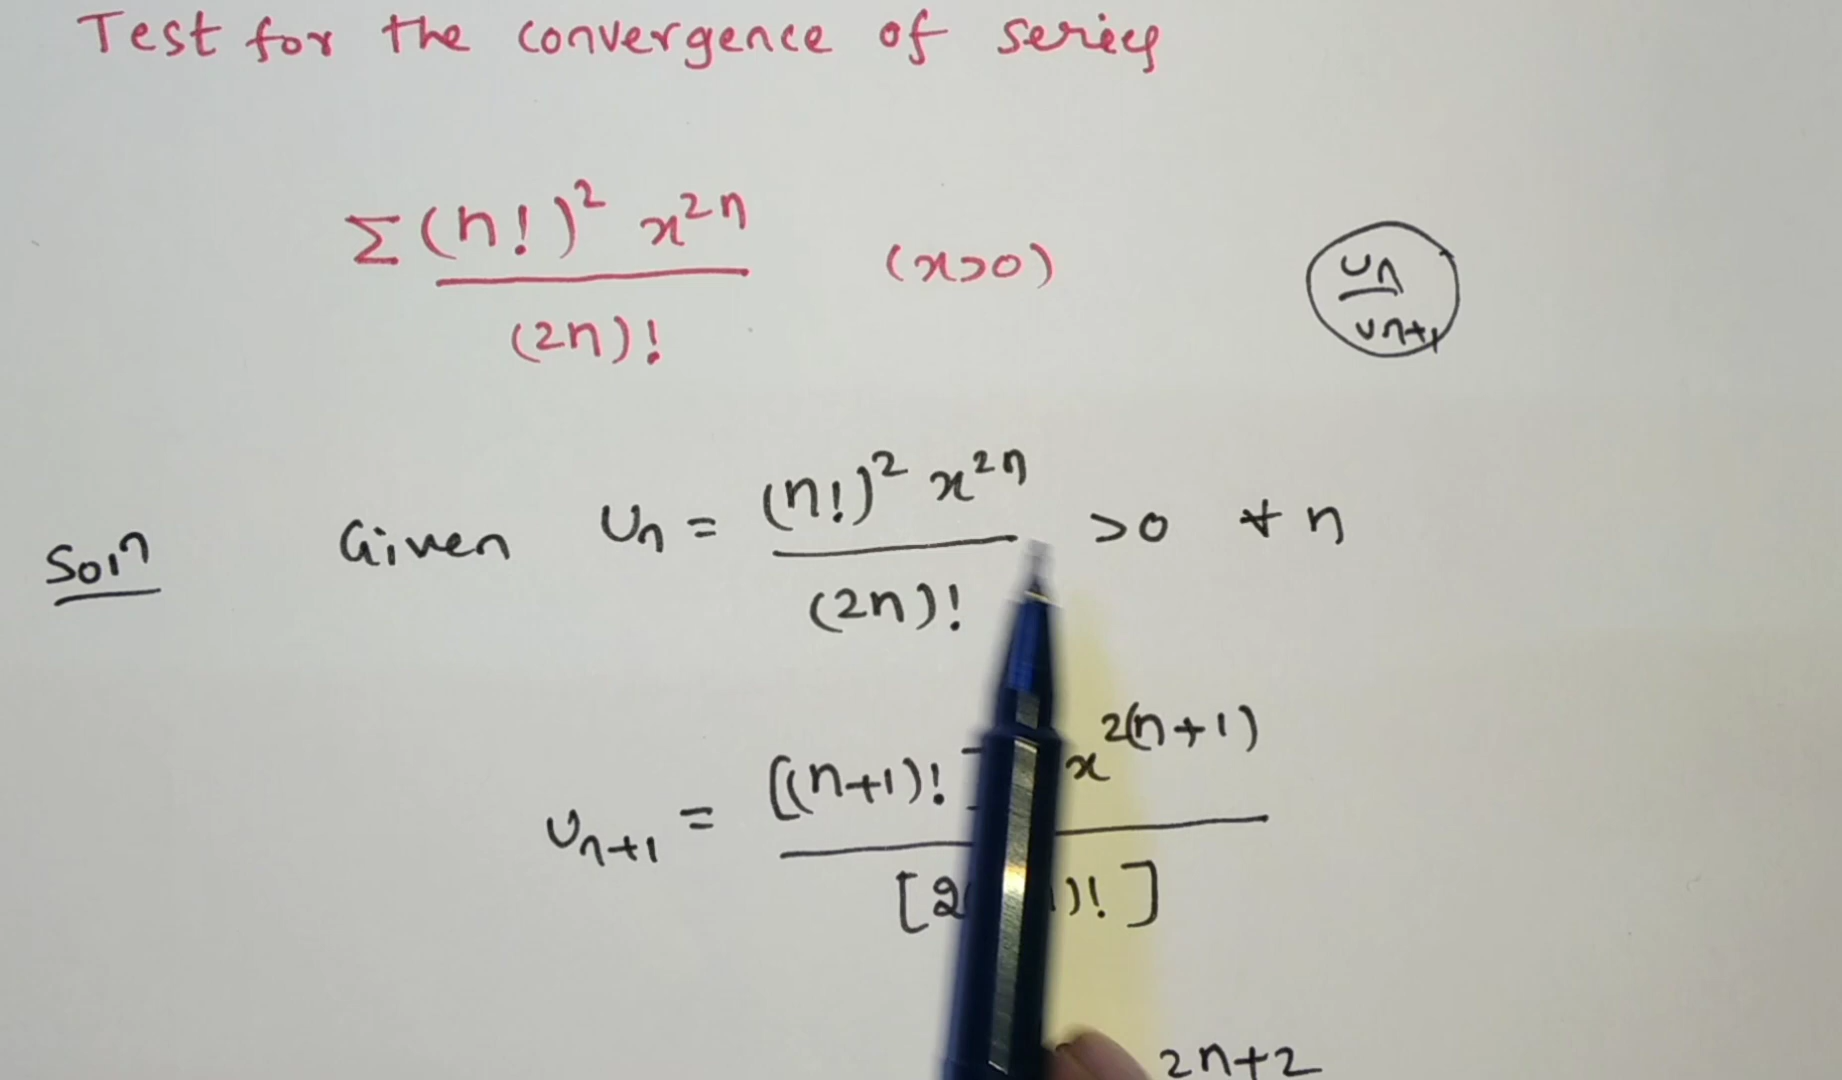 Test for the convergence of series
Σ (n!)² x²ⁿ
(2n)!
(x>0)
un
un+1
Soln Given Un = (n!)² x²ⁿ >0 ∀ n
(2n)!
Un+1 = [(n+1)! x²⁽ⁿ⁺¹⁾
[2 )!]
2n+2